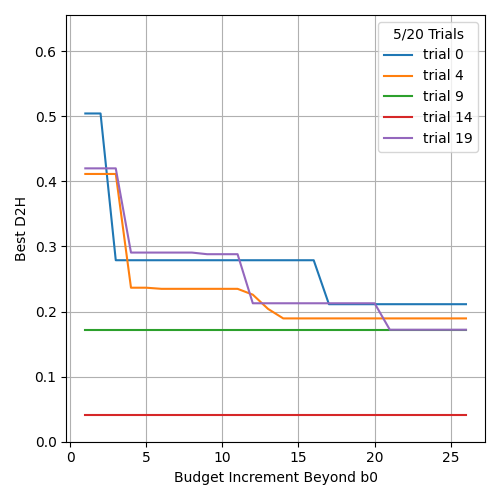 5/20 Trials
trial 0
trial 4
trial 9
trial 14
trial 19
Best D2H
0.6
0.5
0.4
0.3
0.2
0.1
0.0
0 5 10 15 20 25
Budget Increment Beyond b0